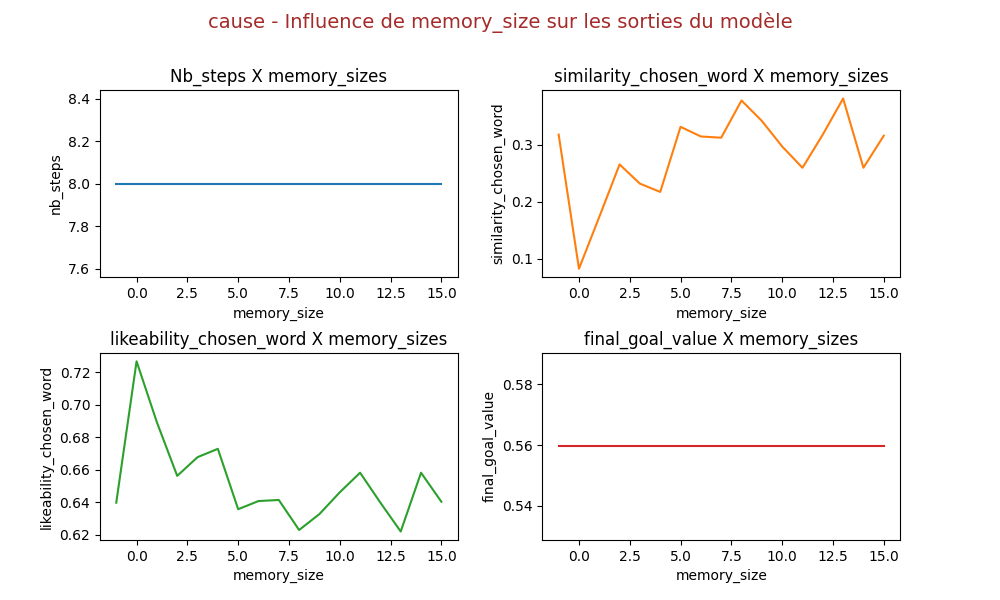 cause - Influence de memory_size sur les sorties du modèle
Nb_steps X memory_sizes
nb_steps
8.4
8.2
8.0
7.8
7.6
0.0 2.5 5.0 7.5 10.0 12.5 15.0
memory_size
similarity_chosen_word X memory_sizes
similarity_chosen_word
0.3
0.2
0.1
0.0 2.5 5.0 7.5 10.0 12.5 15.0
memory_size
likeability_chosen_word X memory_sizes
likeability_chosen_word
0.72
0.70
0.68
0.66
0.64
0.62
0.0 2.5 5.0 7.5 10.0 12.5 15.0
memory_size
final_goal_value X memory_sizes
final_goal_value
0.58
0.56
0.54
0.0 2.5 5.0 7.5 10.0 12.5 15.0
memory_size